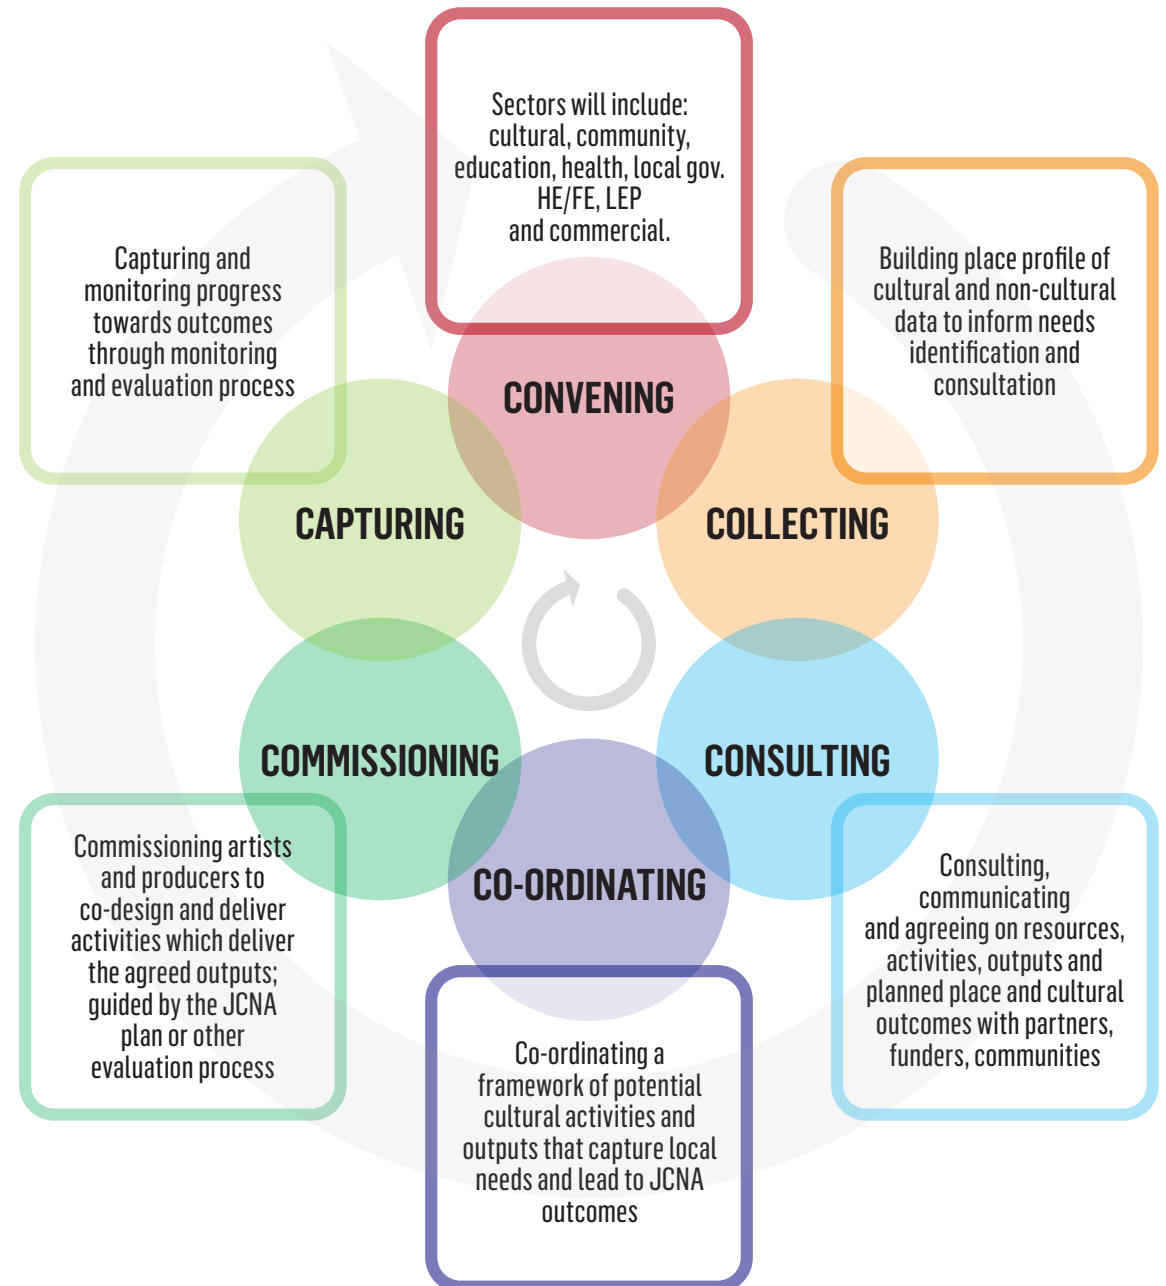 Sectors will include:
cultural, community,
education, health, local gov.
HE/FE, LEP
and commercial.
CONVENING
Building place profile of
cultural and non-cultural
data to inform needs
identification and
consultation
COLLECTING
Consulting,
communicating
and agreeing on resources,
activities, outputs and
planned place and cultural
outcomes with partners,
funders, communities
CONSULTING
Co-ordinating a
framework of potential
cultural activities and
outputs that capture local
needs and lead to JCNA
outcomes
CO-ORDINATING
Commissioning artists
and producers to
co-design and deliver
activities which deliver
the agreed outputs;
guided by the JCNA
plan or other
evaluation process
COMMISSIONING
Capturing and
monitoring progress
towards outcomes
through monitoring
and evaluation process
CAPTURING